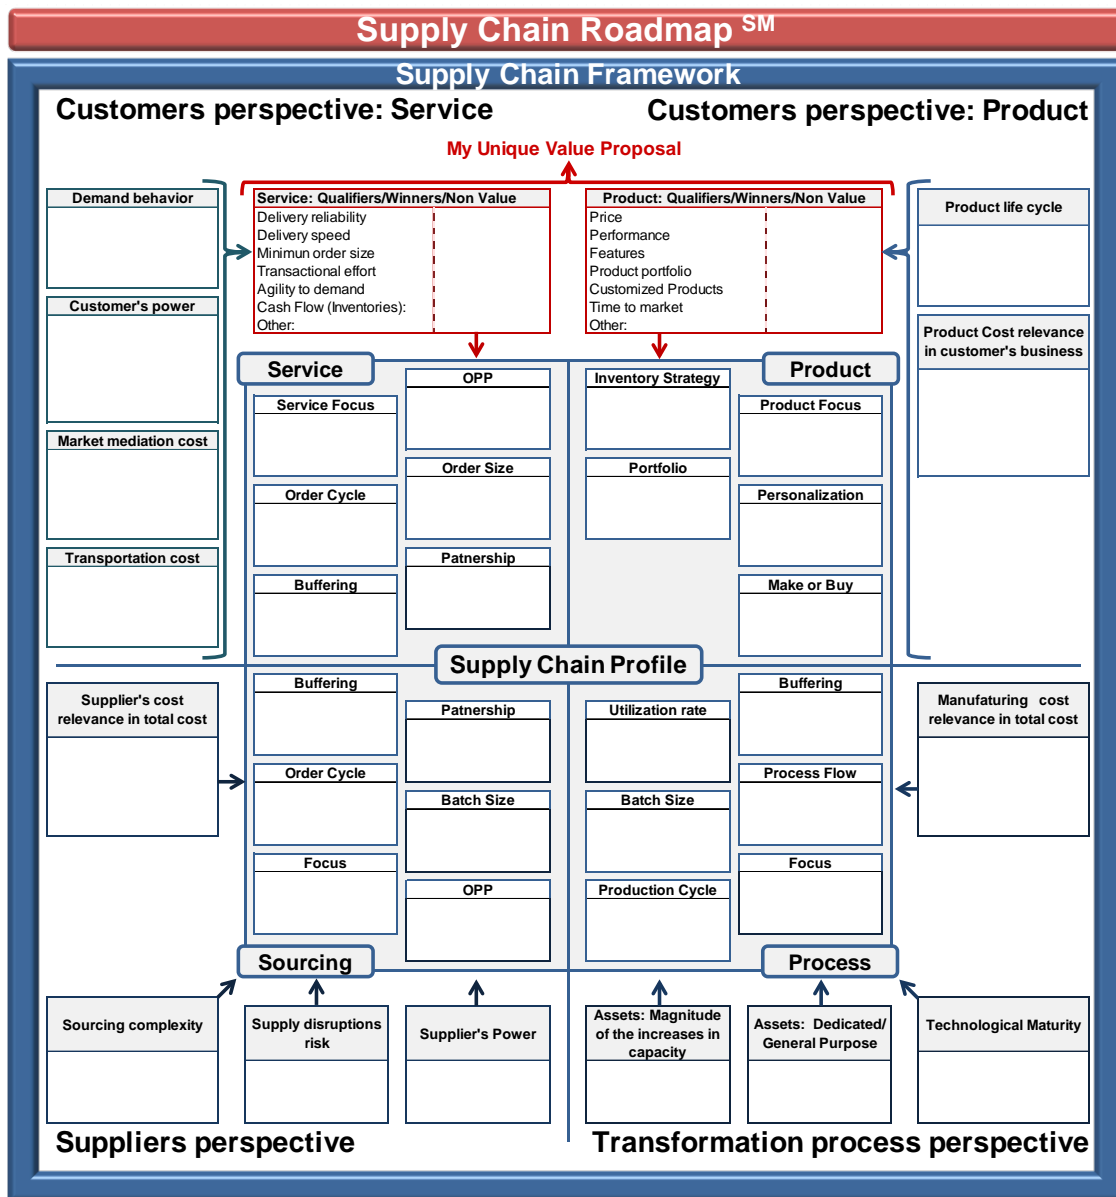 Supply Chain Roadmap SM
Supply Chain Framework
Customers perspective: Service
Customers perspective: Product
My Unique Value Proposal
Demand behavior
Customer's power
Market mediation cost
Transportation cost
Service: Qualifiers/Winners/Non Value
Delivery reliability
Delivery speed
Minimun order size
Transactional effort
Agility to demand
Cash Flow (Inventories):
Other:
Product: Qualifiers/Winners/Non Value
Price
Performance
Features
Product portfolio
Customized Products
Time to market
Other:
Product life cycle
Product Cost relevance
in customer's business
Service
Service Focus
Order Cycle
Buffering
OPP
Order Size
Patnership
Product
Inventory Strategy
Portfolio
Product Focus
Personalization
Make or Buy
Supply Chain Profile
Supplier's cost
relevance in total cost
Buffering
Order Cycle
Focus
Patnership
Batch Size
OPP
Utilization rate
Batch Size
Production Cycle
Buffering
Process Flow
Focus
Manufaturing cost
relevance in total cost
Sourcing
Process
Sourcing complexity
Supply disruptions
risk
Supplier's Power
Assets: Magnitude
of the increases in
capacity
Assets: Dedicated/
General Purpose
Technological Maturity
Suppliers perspective
Transformation process perspective